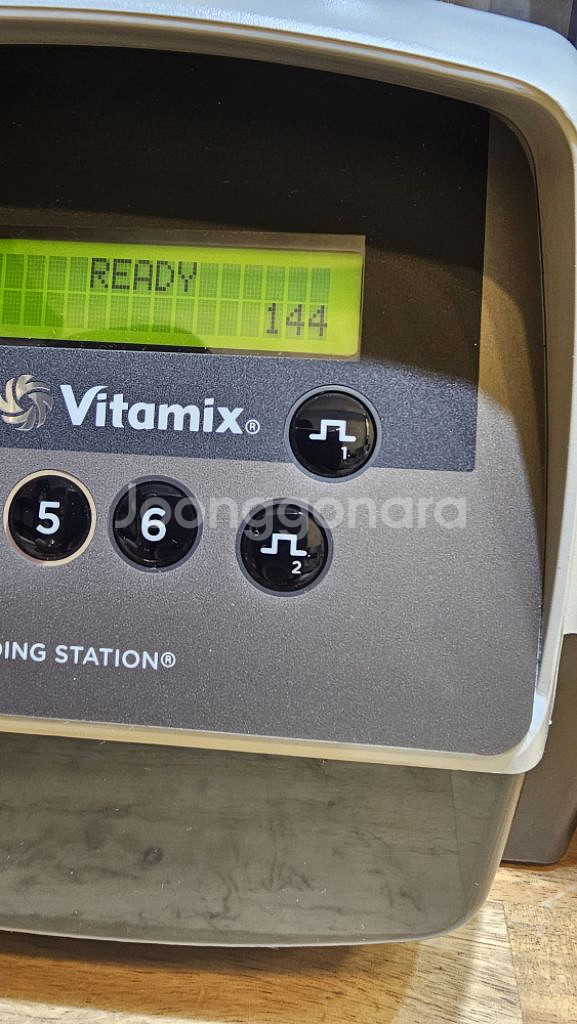 READY
144
Vitamix®
1
5 6
2
Joonggonara
DING STATION®